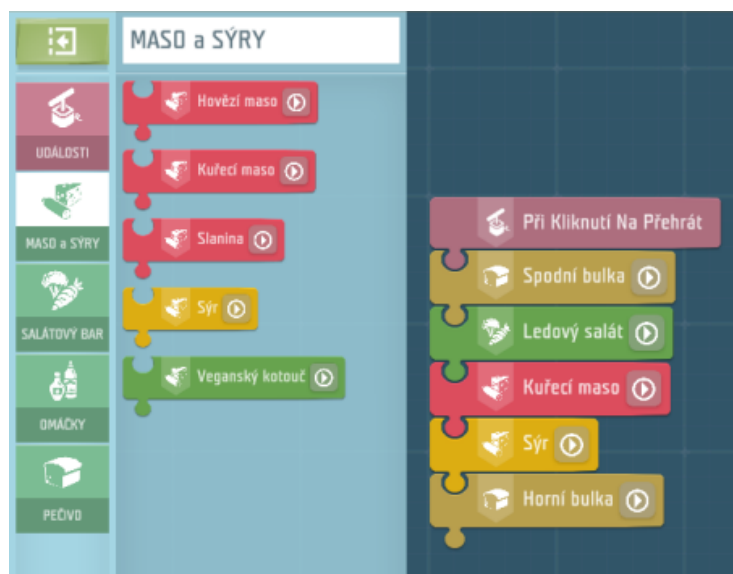 MASO a SÝRY
UDÁLOSTI
MASO a SÝRY
SALÁTOVÝ BAR
OMÁČKY
PEČIVO
Hovězí maso
Kuřecí maso
Slanina
Sýr
Veganský kotouč
Při Kliknutí Na Přehrát
Spodní bulka
Ledový salát
Kuřecí maso
Sýr
Horní bulka